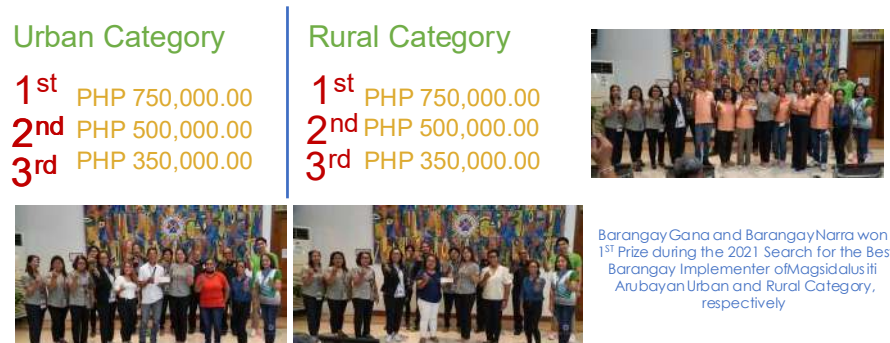 Urban Category
1st PHP 750,000.00
2nd PHP 500,000.00
3rd PHP 350,000.00
Rural Category
1st PHP 750,000.00
2nd PHP 500,000.00
3rd PHP 350,000.00
Barangay Gana and Barangay Narra won
1ST Prize during the 2021 Search for the Bes
Barangay Implementer ofMagsidalusiti
Arubayan Urban and Rural Category,
respectively